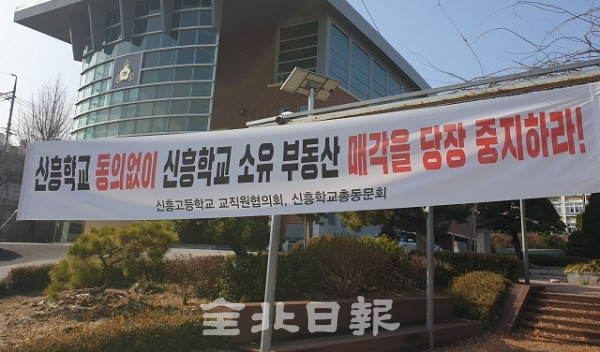 신흥학교 동의없이 신흥학교 소유 부동산 매각을 당장 중지하라!
신흥고등학교 교직원협의회, 신흥학교총동문회
全北日報